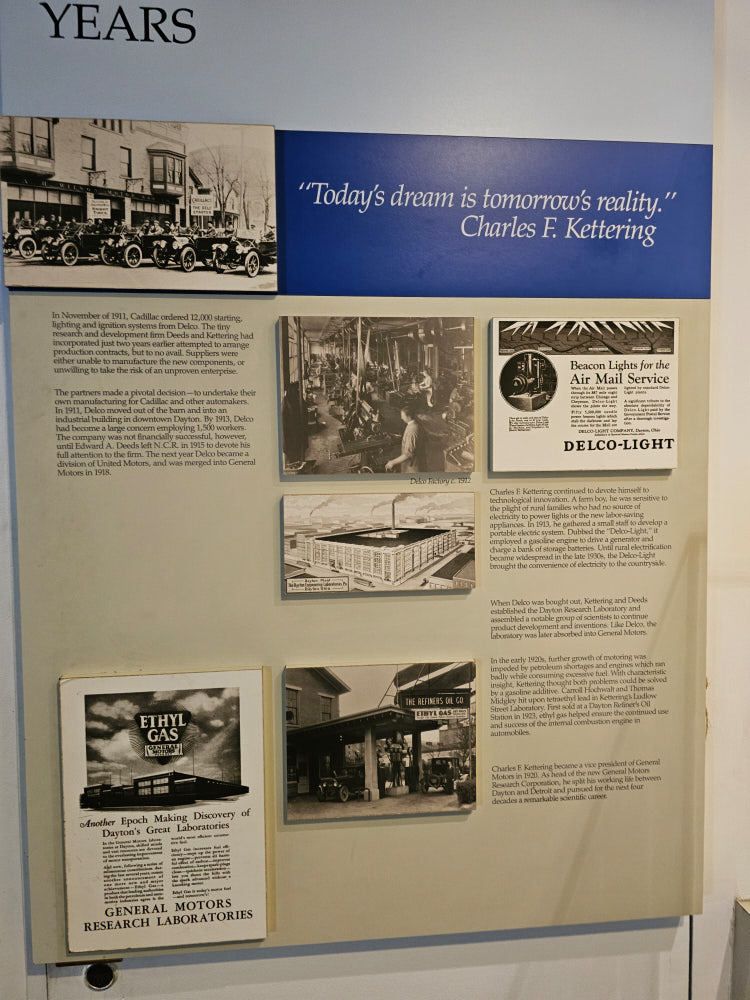 YEARS
"Today's dream is tomorrow's reality."
Charles F. Kettering
In November of 1911, Cadillac ordered 12,000 starting,
lighting and ignition systems from Delco. The tiny
research and development firm Deeds and Kettering had
incorporated just two years earlier attempted to arrange
production contracts, but to no avail. Suppliers were
either unable to manufacture the new components, or
unwilling to take the risk of an unproven enterprise.
The partners made a pivotal decision—to undertake their
own manufacturing for Cadillac and other automakers.
In 1911, Delco moved out of the barn and into an
industrial building in downtown Dayton. By 1913, Delco
had become a large concern employing 1,500 workers.
The company was not financially successful, however,
until Edward A. Deeds left N.C.R. in 1915 to devote his
full attention to the firm. The next year Delco became a
division of United Motors, and was merged into General
Motors in 1918.
Delco Factory c. 1912
Beacon Lights for the
Air Mail Service
DELCO-LIGHT COMPANY, Dayton, Ohio
DELCO-LIGHT
Charles F. Kettering continued to devote himself to
technological innovation. A farm boy, he was sensitive to
the plight of rural families who had no source of
electricity to power lights or the new labor-saving
appliances. In 1913, he gathered a small staff to develop a
portable electric system. Dubbed the "Delco-Light," it
employed a gasoline engine to drive a generator and
charge a bank of storage batteries. Until rural electrification
became widespread in the late 1930s, the Delco-Light
brought the convenience of electricity to the countryside.
When Delco was bought out, Kettering and Deeds
established the Dayton Research Laboratory and
assembled a notable group of scientists to continue
product development and inventions. Like Delco, the
laboratory was later absorbed into General Motors.
In the early 1920s, further growth of motoring was
impeded by petroleum shortages and engines which ran
badly while consuming excessive fuel. With characteristic
insight, Kettering thought both problems could be solved
by a gasoline additive. Carroll Hochwalt and Thomas
Midgley hit upon tetraethyl lead in Kettering's Ludlow
Street Laboratory. First sold at a Dayton Refiner's Oil
Station in 1923, ethyl gas helped ensure the continued use
and success of the internal combustion engine in
automobiles.
Charles F. Kettering became a vice president of General
Motors in 1920. As head of the new General Motors
Research Corporation, he split his working life between
Dayton and Detroit and pursued for the next four
decades a remarkable scientific career.
THE REFINERS OIL CO.
ETHYL GAS
ETHYL
GAS
GENERAL
MOTORS
Another Epoch Making Discovery of
Dayton's Great Laboratories
GENERAL MOTORS
RESEARCH LABORATORIES